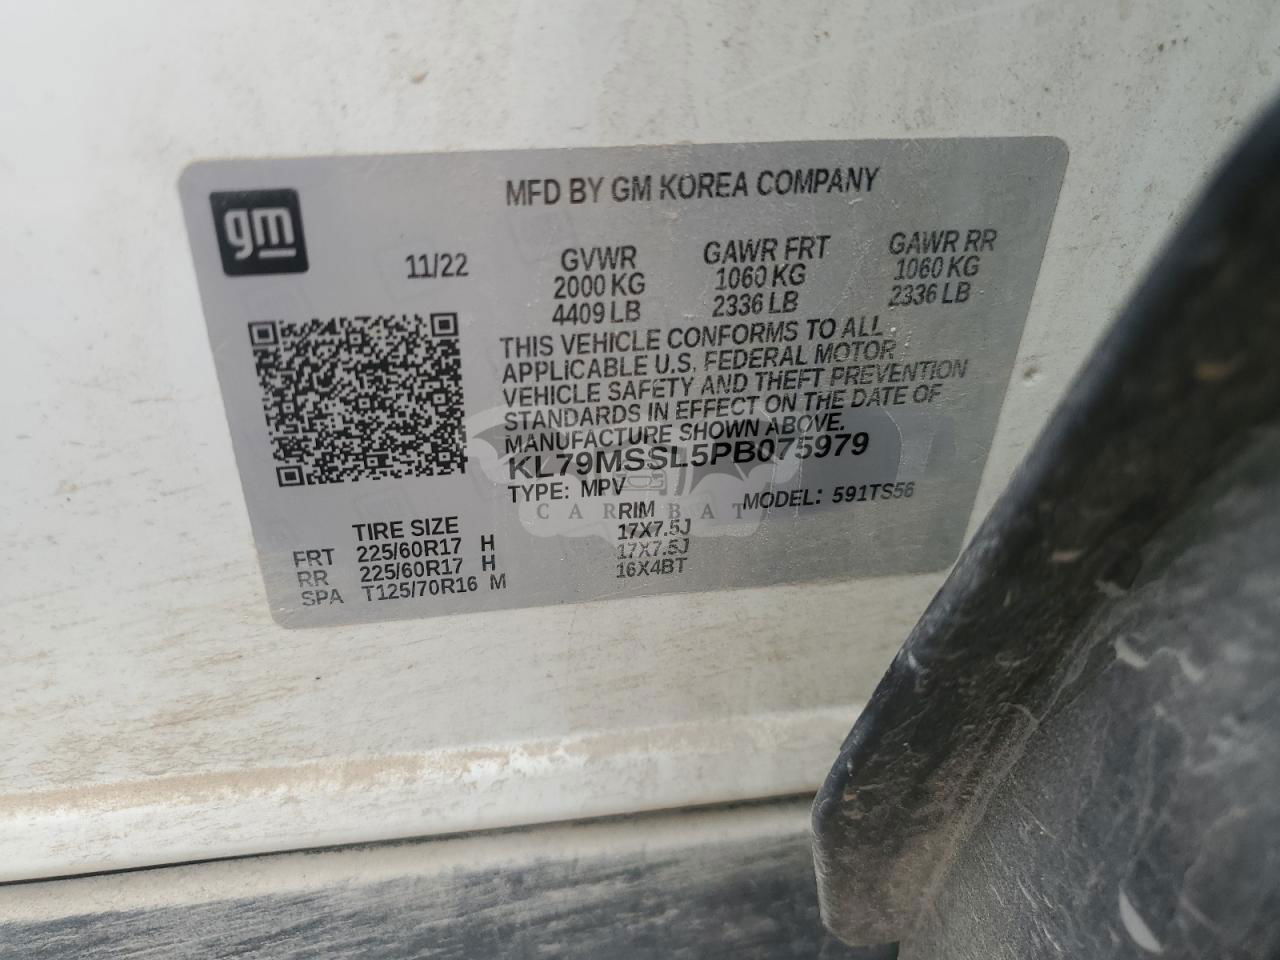 gm
MFD BY GM KOREA COMPANY
11/22
GVWR GAWR FRT GAWR RR
2000 KG 1060 KG 1060 KG
4409 LB 2336 LB 2336 LB
THIS VEHICLE CONFORMS TO ALL
APPLICABLE U.S. FEDERAL MOTOR
VEHICLE SAFETY AND THEFT PREVENTION
STANDARDS IN EFFECT ON THE DATE OF
MANUFACTURE SHOWN ABOVE.
KL79MSSL5PB075979
TYPE: MPV MODEL: 591TS56
CARBAT
TIRE SIZE RIM
FRT 225/60R17 H 17X7.5J
RR 225/60R17 H 17X7.5J
SPA T125/70R16 M 16X4BT